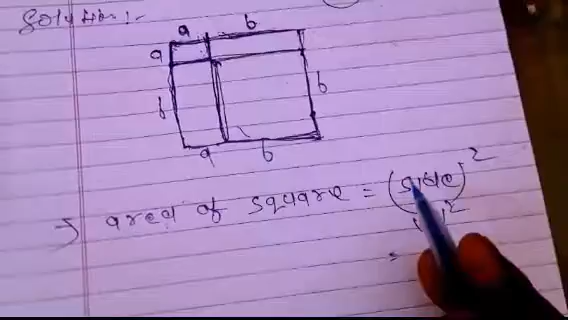 Solution:-
a b
a
b b
a b
→ area of square = (side)²
=